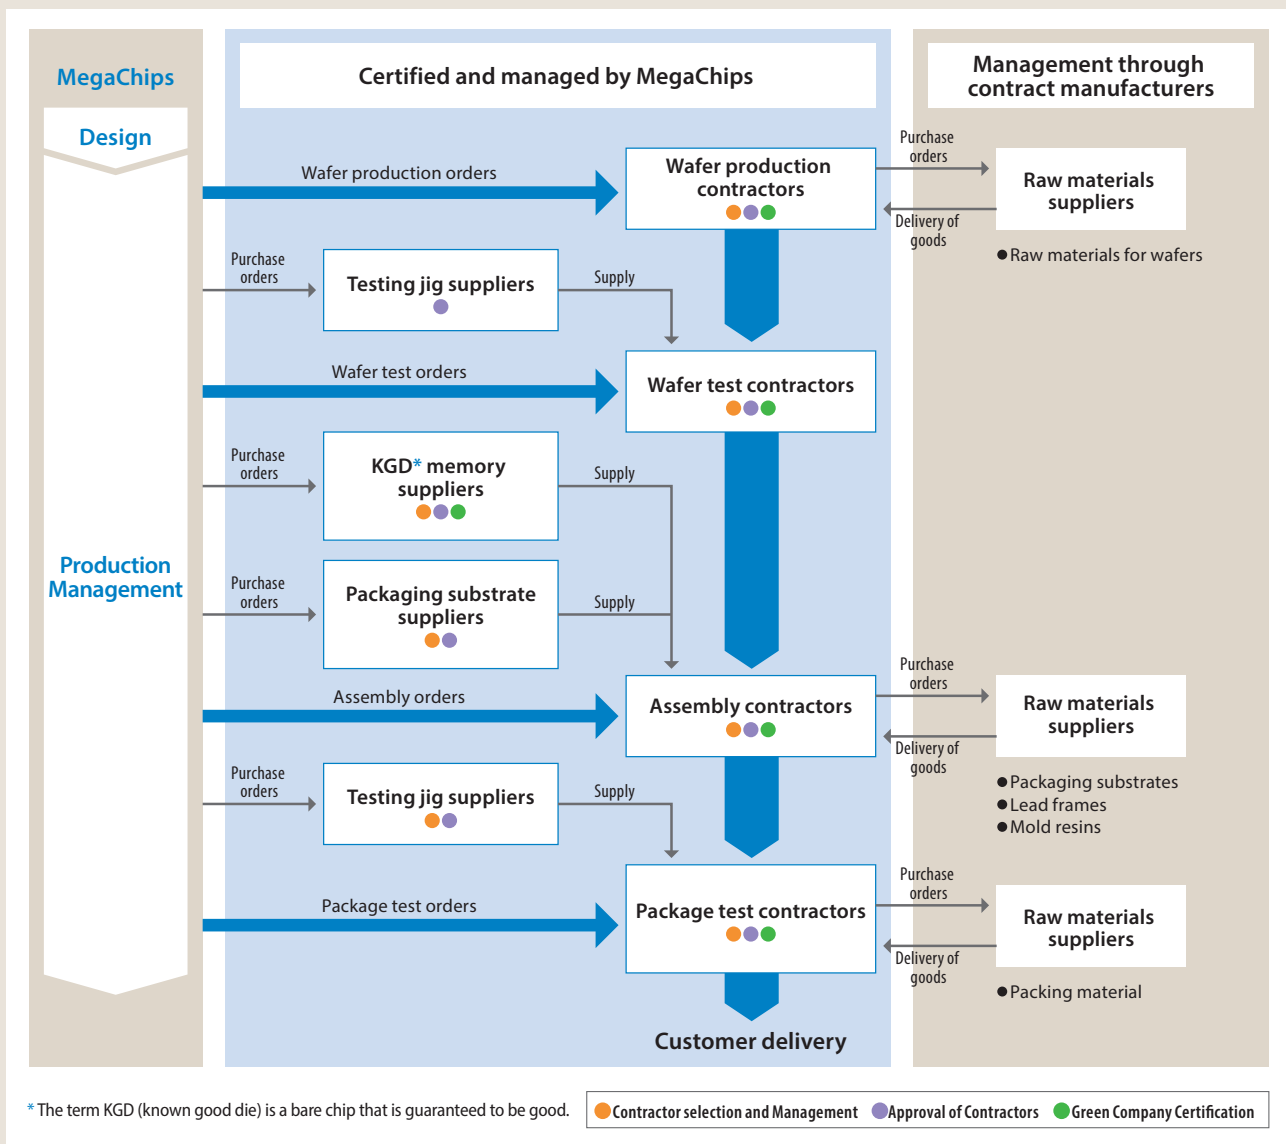 MegaChips
Certified and managed by MegaChips
Management through
contract manufacturers
Design
Production
Management
Wafer production orders
Wafer production
contractors
Purchase
orders
Raw materials
suppliers
Delivery of
goods
●Raw materials for wafers
Purchase
orders
Testing jig suppliers
Supply
Wafer test orders
Wafer test contractors
Purchase
orders
KGD* memory
suppliers
Supply
Purchase
orders
Packaging substrate
suppliers
Supply
Assembly orders
Assembly contractors
Purchase
orders
Raw materials
suppliers
Delivery of
goods
●Packaging substrates
●Lead frames
●Mold resins
Purchase
orders
Testing jig suppliers
Supply
Package test orders
Package test contractors
Purchase
orders
Raw materials
suppliers
Delivery of
goods
●Packing material
Customer delivery
* The term KGD (known good die) is a bare chip that is guaranteed to be good.
Contractor selection and Management
Approval of Contractors
Green Company Certification